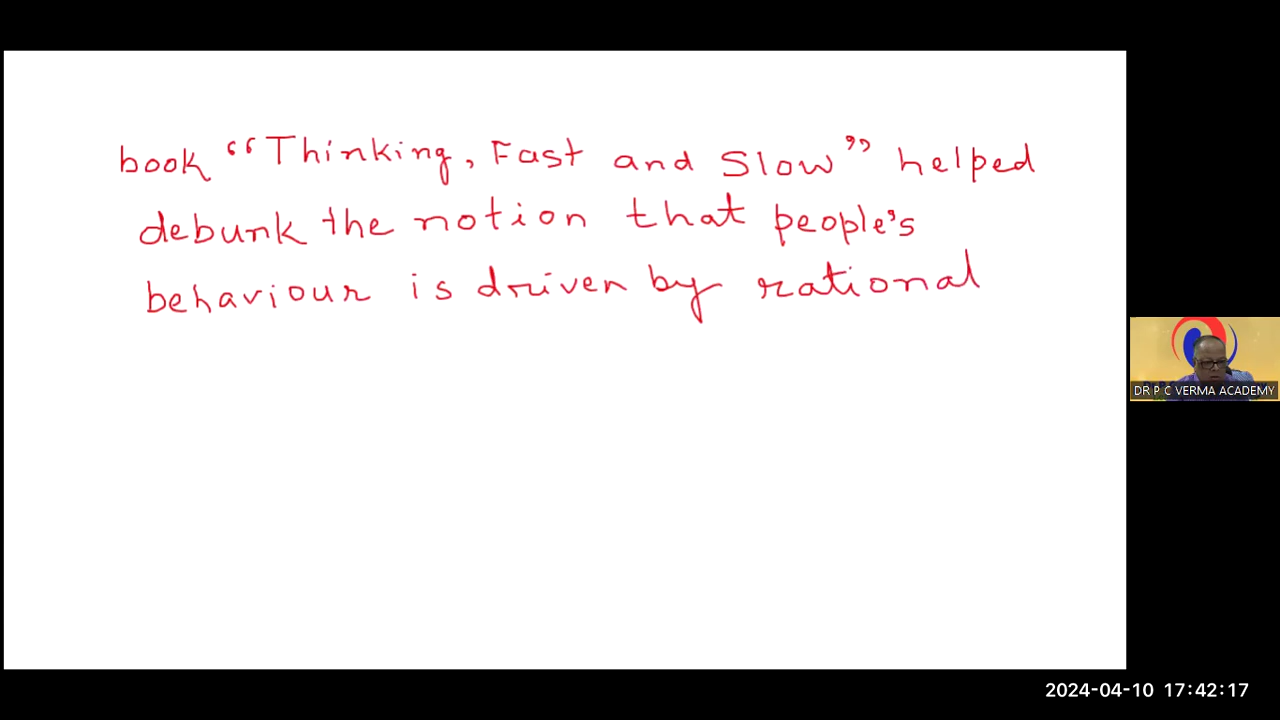 book “Thinking, Fast and Slow” helped
debunk the notion that people's
behaviour is driven by rational
DR P C VERMA ACADEMY
2024-04-10 17:42:17